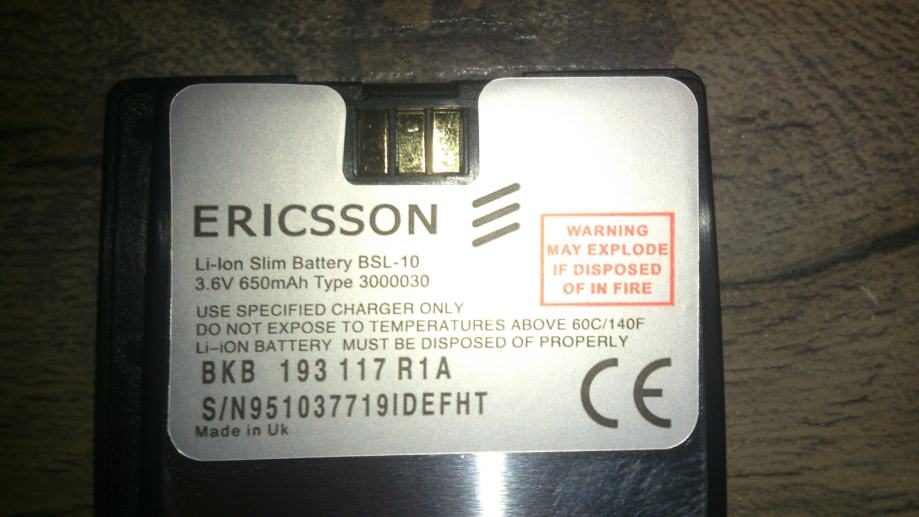 ERICSSON
Li-Ion Slim Battery BSL-10
3.6V 650mAh Type 3000030
WARNING
MAY EXPLODE
IF DISPOSED
OF IN FIRE
USE SPECIFIED CHARGER ONLY
DO NOT EXPOSE TO TEMPERATURES ABOVE 60C/140F
Li-iON BATTERY MUST BE DISPOSED OF PROPERLY
BKB 193 117 R1A
S/N951037719IDEFHT
Made in Uk
CE